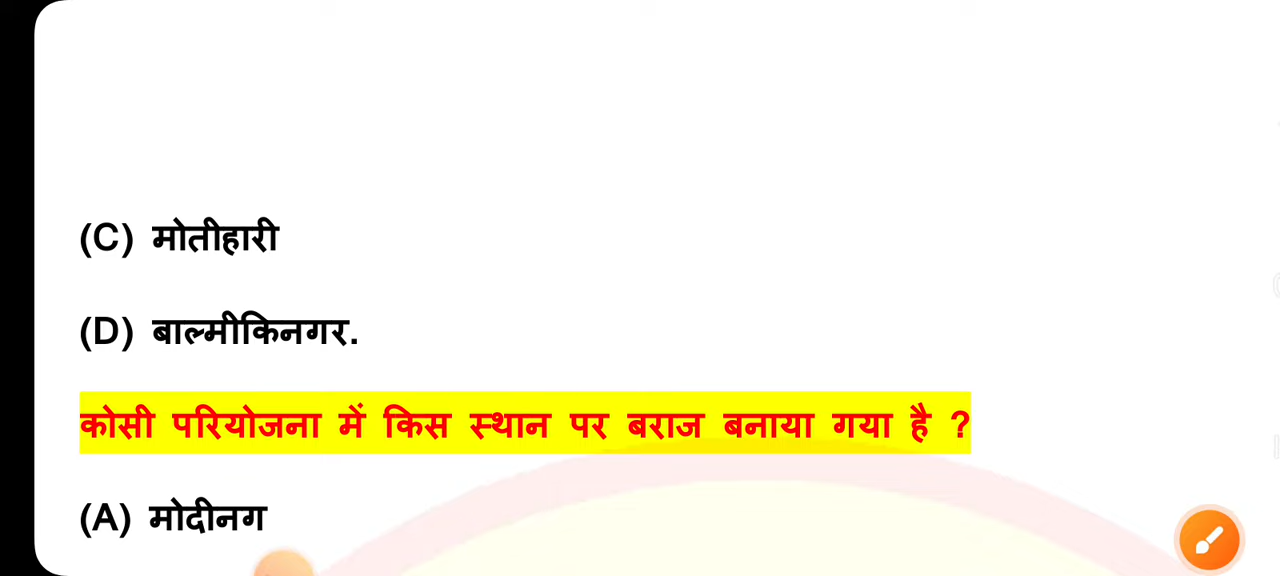 (C) मोतीहारी
(D) बाल्मीकिनगर.
कोसी परियोजना में किस स्थान पर बराज बनाया गया है ?
(A) मोदीनग